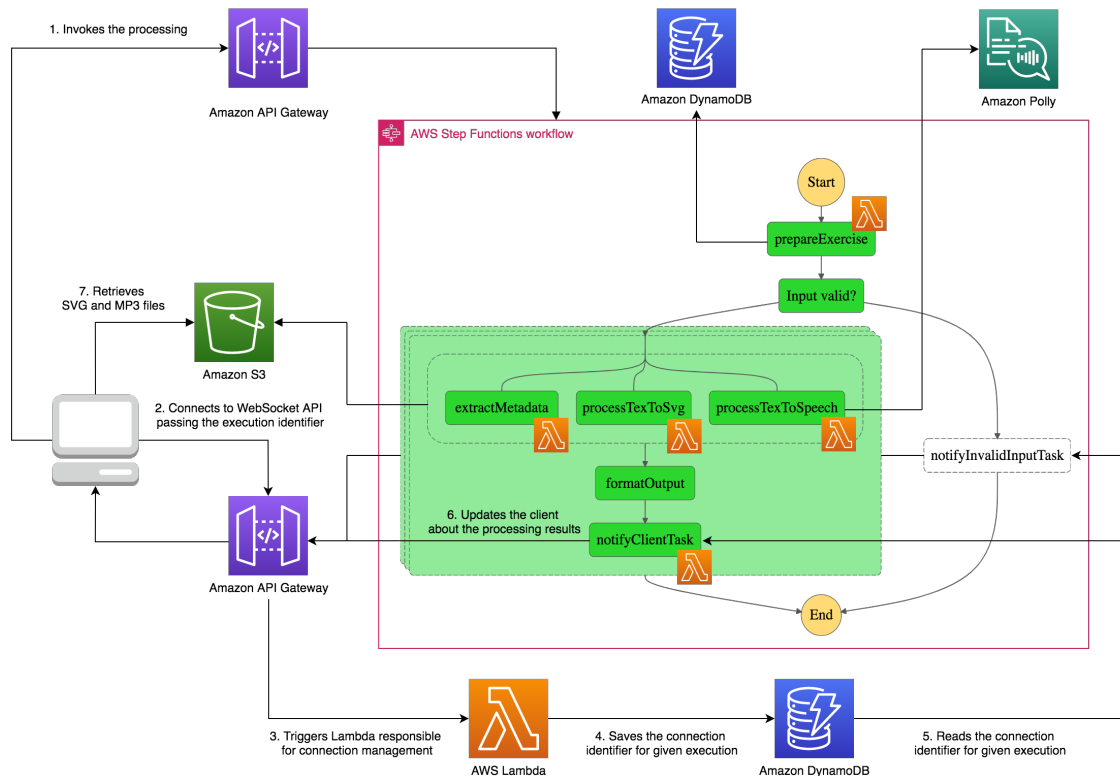 1. Invokes the processing
Amazon API Gateway
Amazon DynamoDB
Amazon Polly
AWS Step Functions workflow
Start
prepareExercise
Input valid?
7. Retrieves
SVG and MP3 files
Amazon S3
extractMetadata
processTexToSvg
processTexToSpeech
2. Connects to WebSocket API
passing the execution identifier
notifyInvalidInputTask
formatOutput
6. Updates the client
about the processing results
notifyClientTask
Amazon API Gateway
End
3. Triggers Lambda responsible
for connection management
4. Saves the connection
identifier for given execution
5. Reads the connection
identifier for given execution
AWS Lambda
Amazon DynamoDB